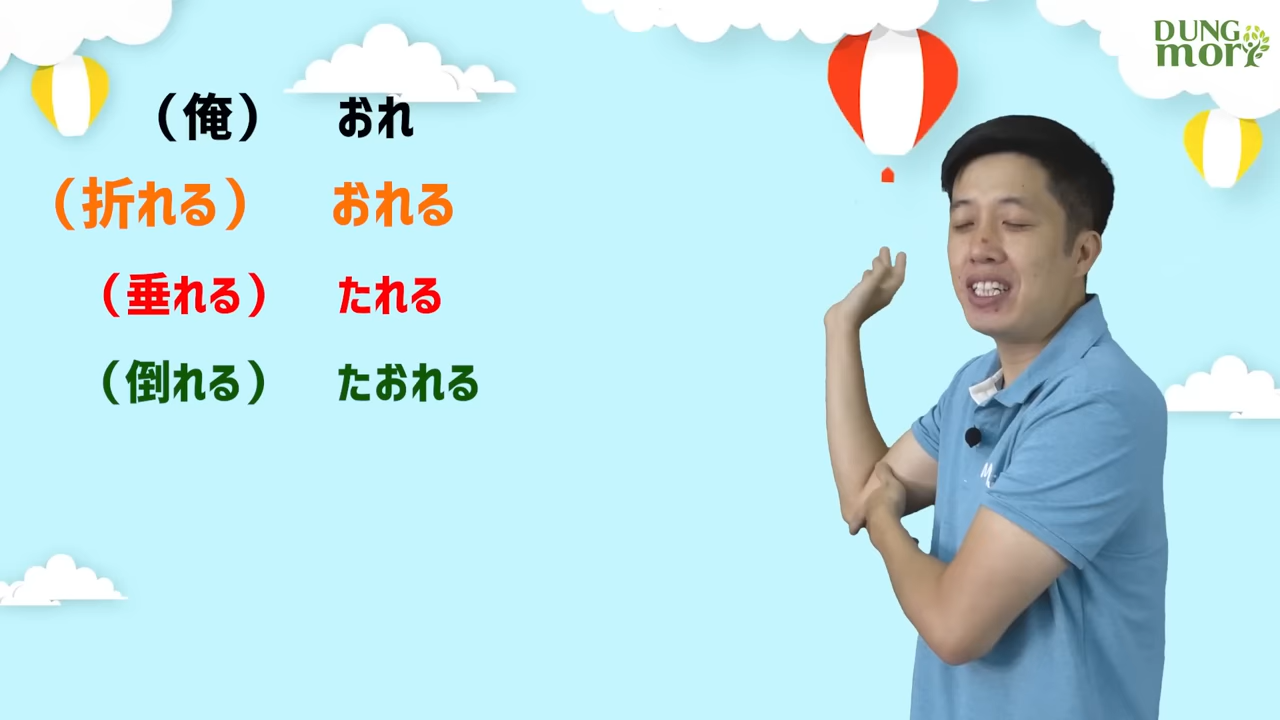 DUNG
mori
（俺） おれ
（折れる） おれる
（垂れる） たれる
（倒れる） たおれる